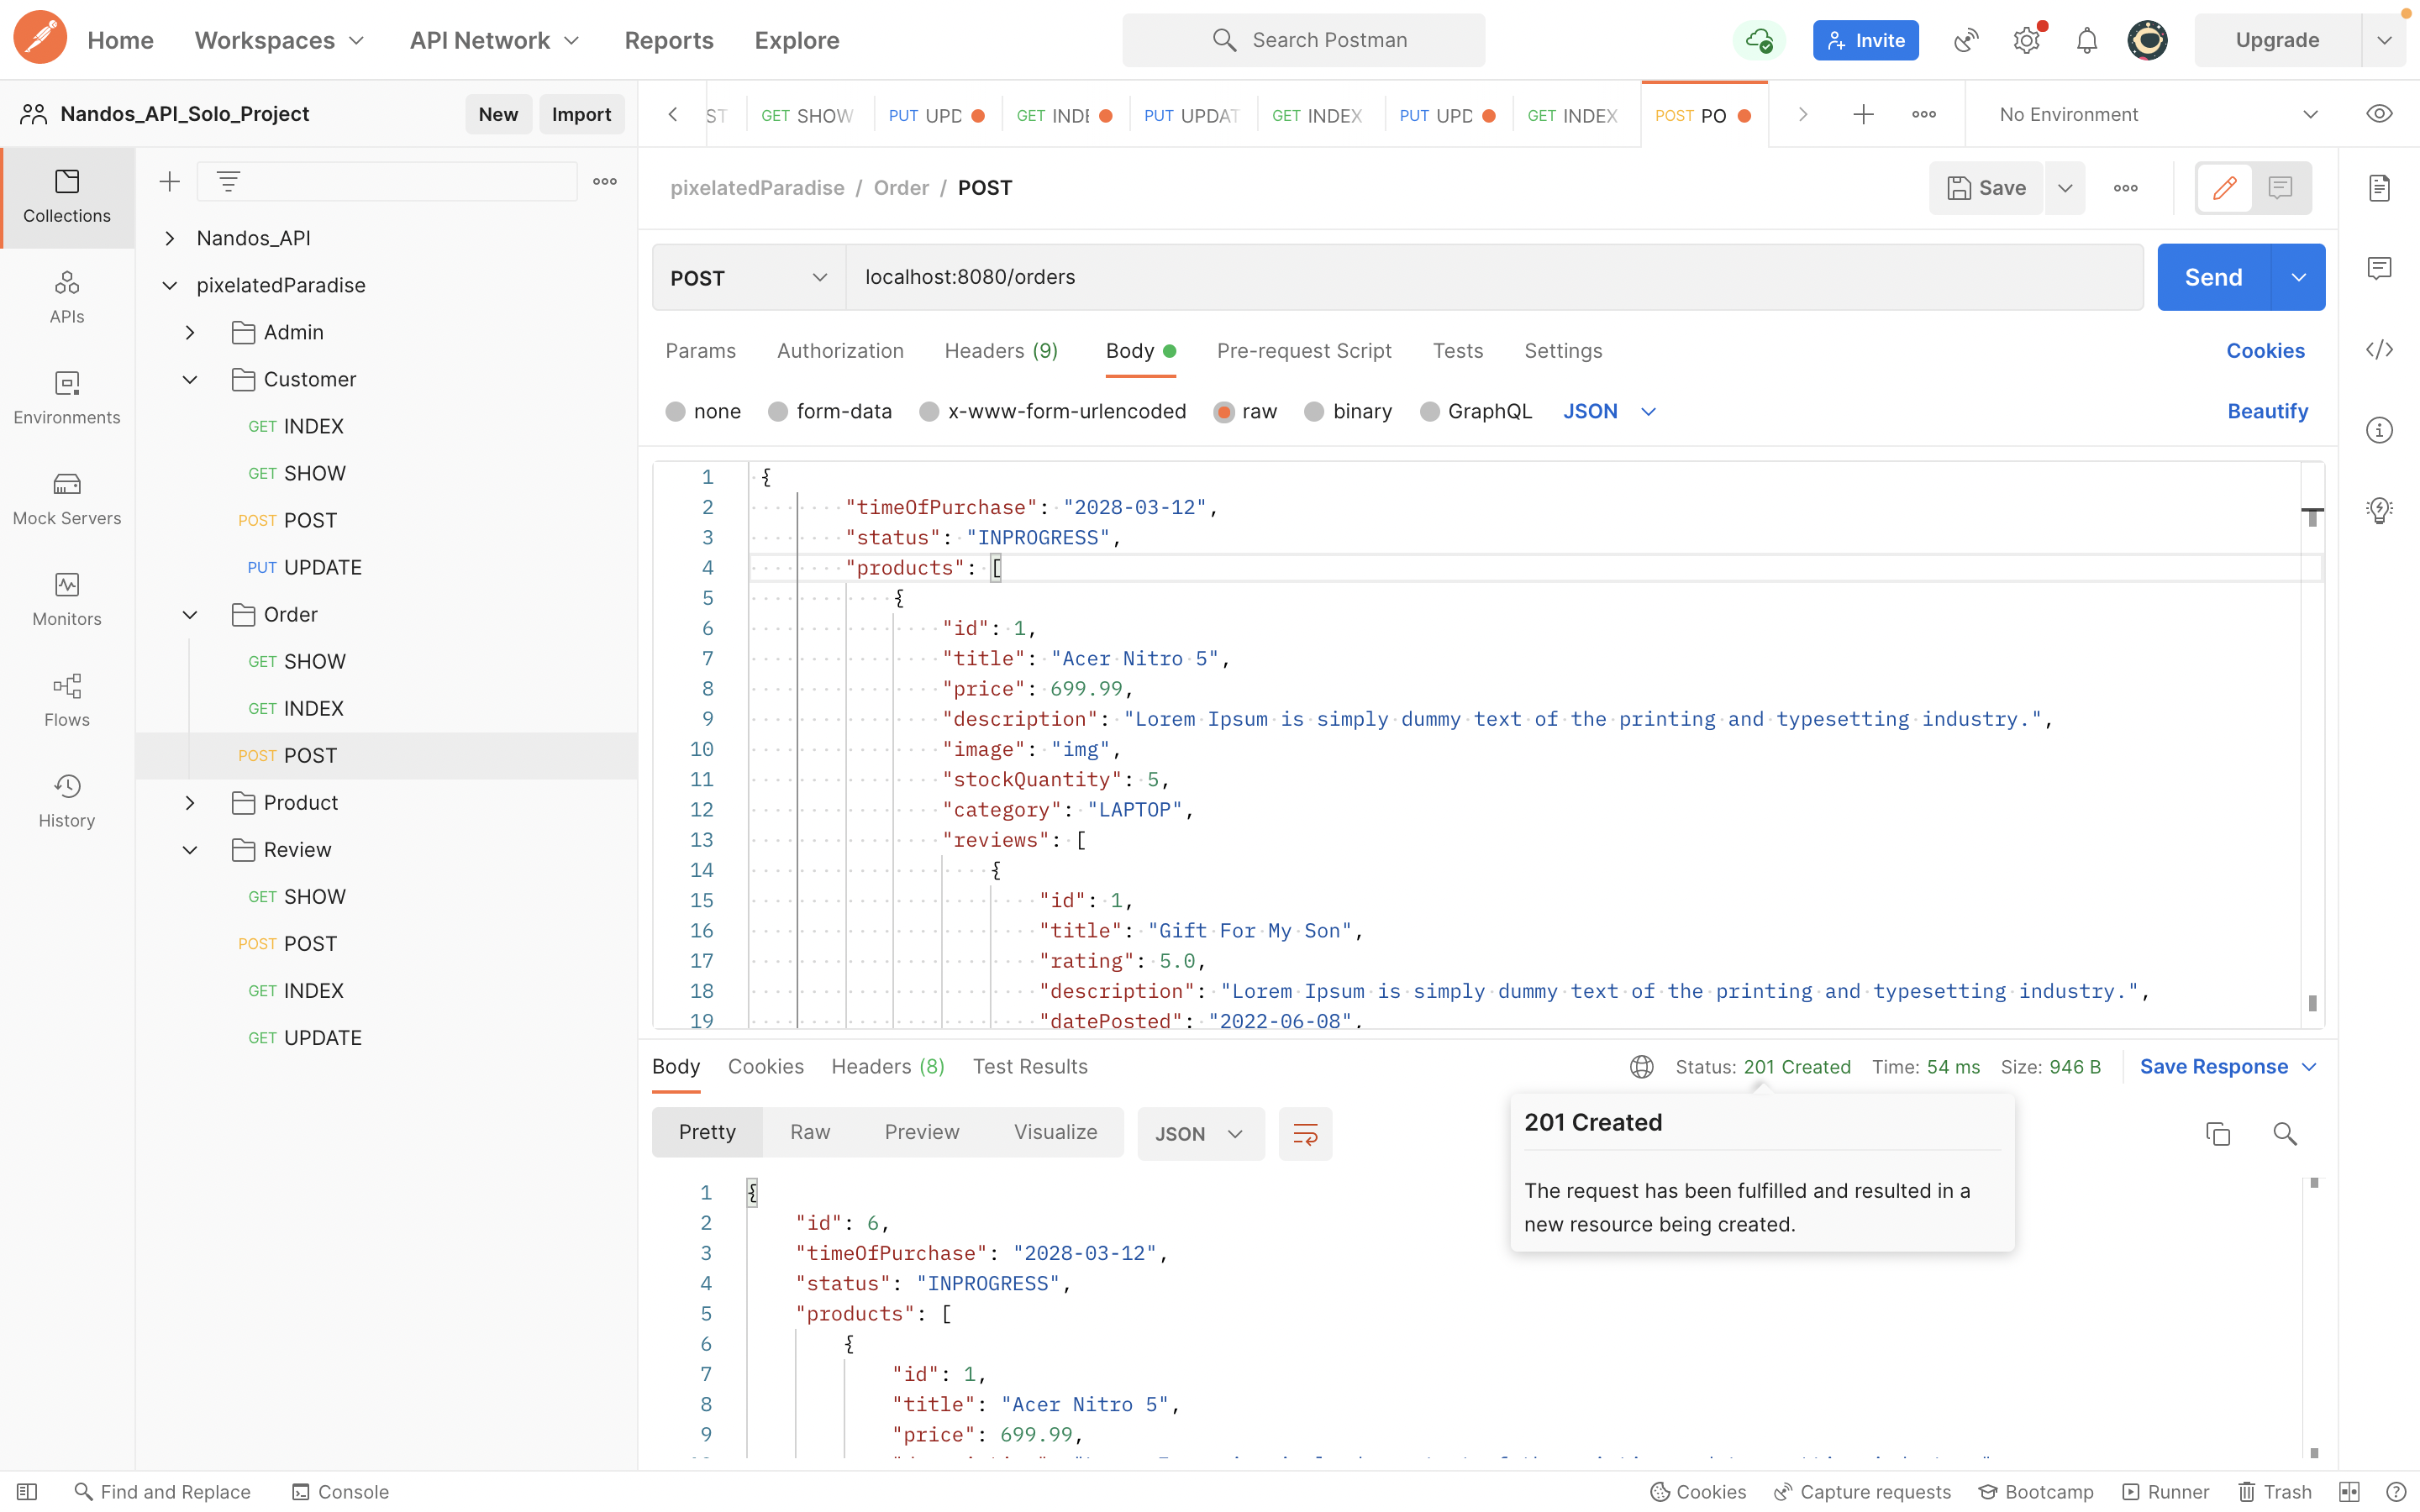 Home
Workspaces
API Network
Reports
Explore
Search Postman
Invite
Upgrade
Nandos_API_Solo_Project
New
Import
ST
GET SHOW
PUT UPD
GET INDE
PUT UPDAT
GET INDEX
PUT UPD
GET INDEX
POST PO
No Environment
Collections
APIs
Environments
Mock Servers
Monitors
Flows
History
Nandos_API
pixelatedParadise
Admin
Customer
GET INDEX
GET SHOW
POST POST
PUT UPDATE
Order
GET SHOW
GET INDEX
POST POST
Product
Review
GET SHOW
POST POST
GET INDEX
GET UPDATE
pixelatedParadise / Order / POST
Save
POST
localhost:8080/orders
Send
Params
Authorization
Headers (9)
Body
Pre-request Script
Tests
Settings
Cookies
none
form-data
x-www-form-urlencoded
raw
binary
GraphQL
JSON
Beautify
1 {
2 "timeOfPurchase": "2028-03-12",
3 "status": "INPROGRESS",
4 "products": [
5 {
6 "id": 1,
7 "title": "Acer Nitro 5",
8 "price": 699.99,
9 "description": "Lorem Ipsum is simply dummy text of the printing and typesetting industry.",
10 "image": "img",
11 "stockQuantity": 5,
12 "category": "LAPTOP",
13 "reviews": [
14 {
15 "id": 1,
16 "title": "Gift For My Son",
17 "rating": 5.0,
18 "description": "Lorem Ipsum is simply dummy text of the printing and typesetting industry.",
19 "datePosted": "2022-06-08",
Body
Cookies
Headers (8)
Test Results
Status: 201 Created
Time: 54 ms
Size: 946 B
Save Response
201 Created
The request has been fulfilled and resulted in a
new resource being created.
Pretty
Raw
Preview
Visualize
JSON
1 {
2 "id": 6,
3 "timeOfPurchase": "2028-03-12",
4 "status": "INPROGRESS",
5 "products": [
6 {
7 "id": 1,
8 "title": "Acer Nitro 5",
9 "price": 699.99,
Find and Replace
Console
Cookies
Capture requests
Bootcamp
Runner
Trash